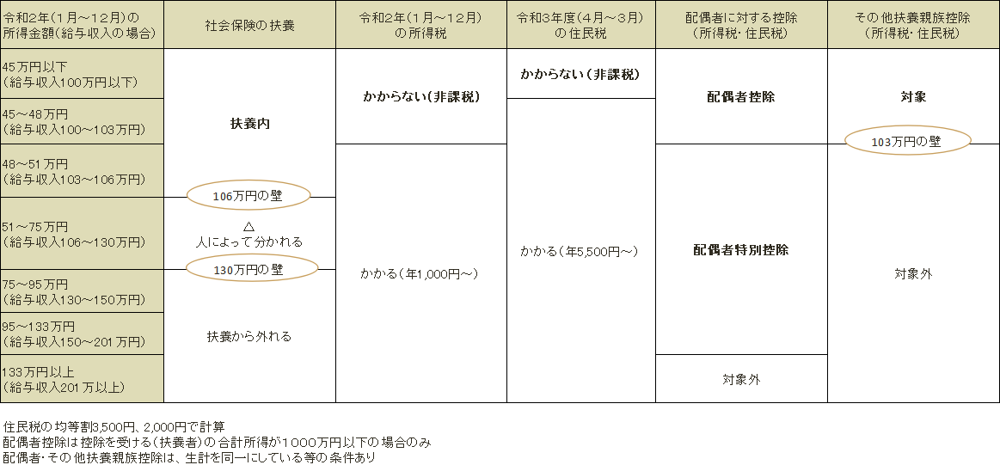 令和2年(1月～12月)の
所得金額(給与収入の場合)
社会保険の扶養
令和2年(1月～12月)
の所得税
令和3年度(4月～3月)
の住民税
配偶者に対する控除
(所得税・住民税)
その他扶養親族控除
(所得税・住民税)
45万円以下
(給与収入100万円以下)
45～48万円
(給与収入100～103万円)
48～51万円
(給与収入103～106万円)
51～75万円
(給与収入106～130万円)
75～95万円
(給与収入130～150万円)
95～133万円
(給与収入150～201万円)
133万円以上
(給与収入201万以上)
扶養内
106万円の壁
△
人によって分かれる
130万円の壁
扶養から外れる
かからない(非課税)
かかる(年1,000円～)
かからない(非課税)
かかる(年5,500円～)
配偶者控除
配偶者特別控除
対象外
対象
103万円の壁
対象外
住民税の均等割3,500円、2,000円で計算
配偶者控除は控除を受ける(扶養者)の合計所得が1000万円以下の場合のみ
配偶者・その他扶養親族控除は、生計を同一にしている等の条件あり